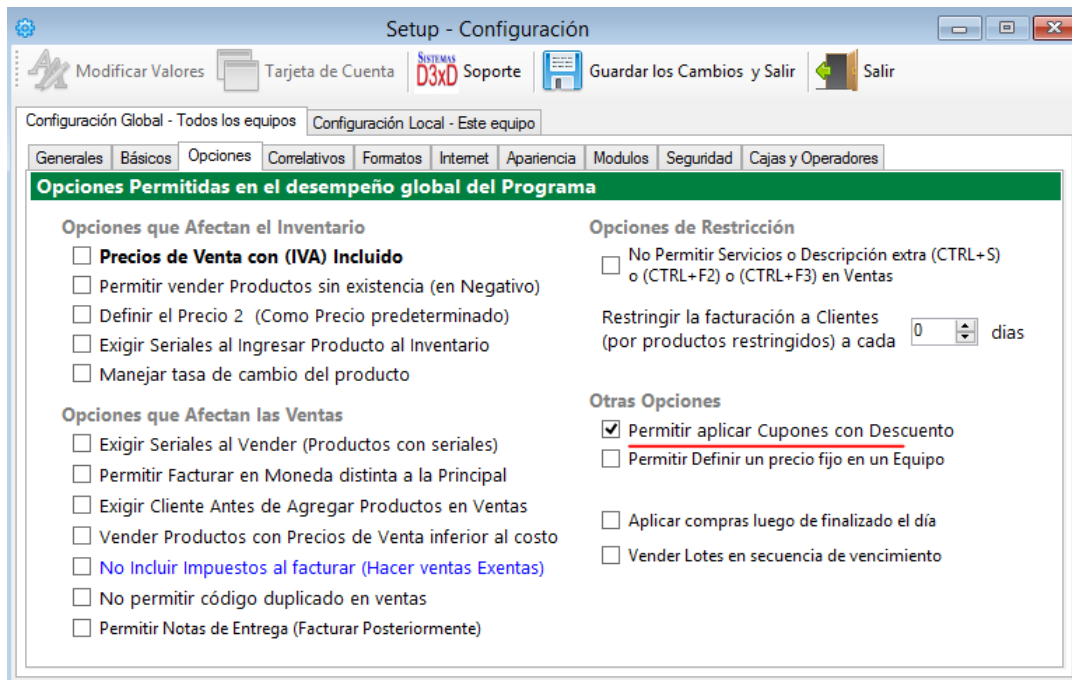 Setup - Configuración
Modificar Valores
Tarjeta de Cuenta
SISTEMAS
D3xD
Soporte
Guardar los Cambios y Salir
Salir
Configuración Global - Todos los equipos
Configuración Local - Este equipo
Generales
Básicos
Opciones
Correlativos
Formatos
Internet
Apariencia
Modulos
Seguridad
Cajas y Operadores
Opciones Permitidas en el desempeño global del Programa
Opciones que Afectan el Inventario
Precios de Venta con (IVA) Incluido
Permitir vender Productos sin existencia (en Negativo)
Definir el Precio 2 (Como Precio predeterminado)
Exigir Seriales al Ingresar Producto al Inventario
Manejar tasa de cambio del producto
Opciones que Afectan las Ventas
Exigir Seriales al Vender (Productos con seriales)
Permitir Facturar en Moneda distinta a la Principal
Exigir Cliente Antes de Agregar Productos en Ventas
Vender Productos con Precios de Venta inferior al costo
No Incluir Impuestos al facturar (Hacer ventas Exentas)
No permitir código duplicado en ventas
Permitir Notas de Entrega (Facturar Posteriormente)
Opciones de Restricción
No Permitir Servicios o Descripción extra (CTRL+S)
o (CTRL+F2) o (CTRL+F3) en Ventas
Restringir la facturación a Clientes
(por productos restringidos) a cada
0
dias
Otras Opciones
Permitir aplicar Cupones con Descuento
Permitir Definir un precio fijo en un Equipo
Aplicar compras luego de finalizado el día
Vender Lotes en secuencia de vencimiento